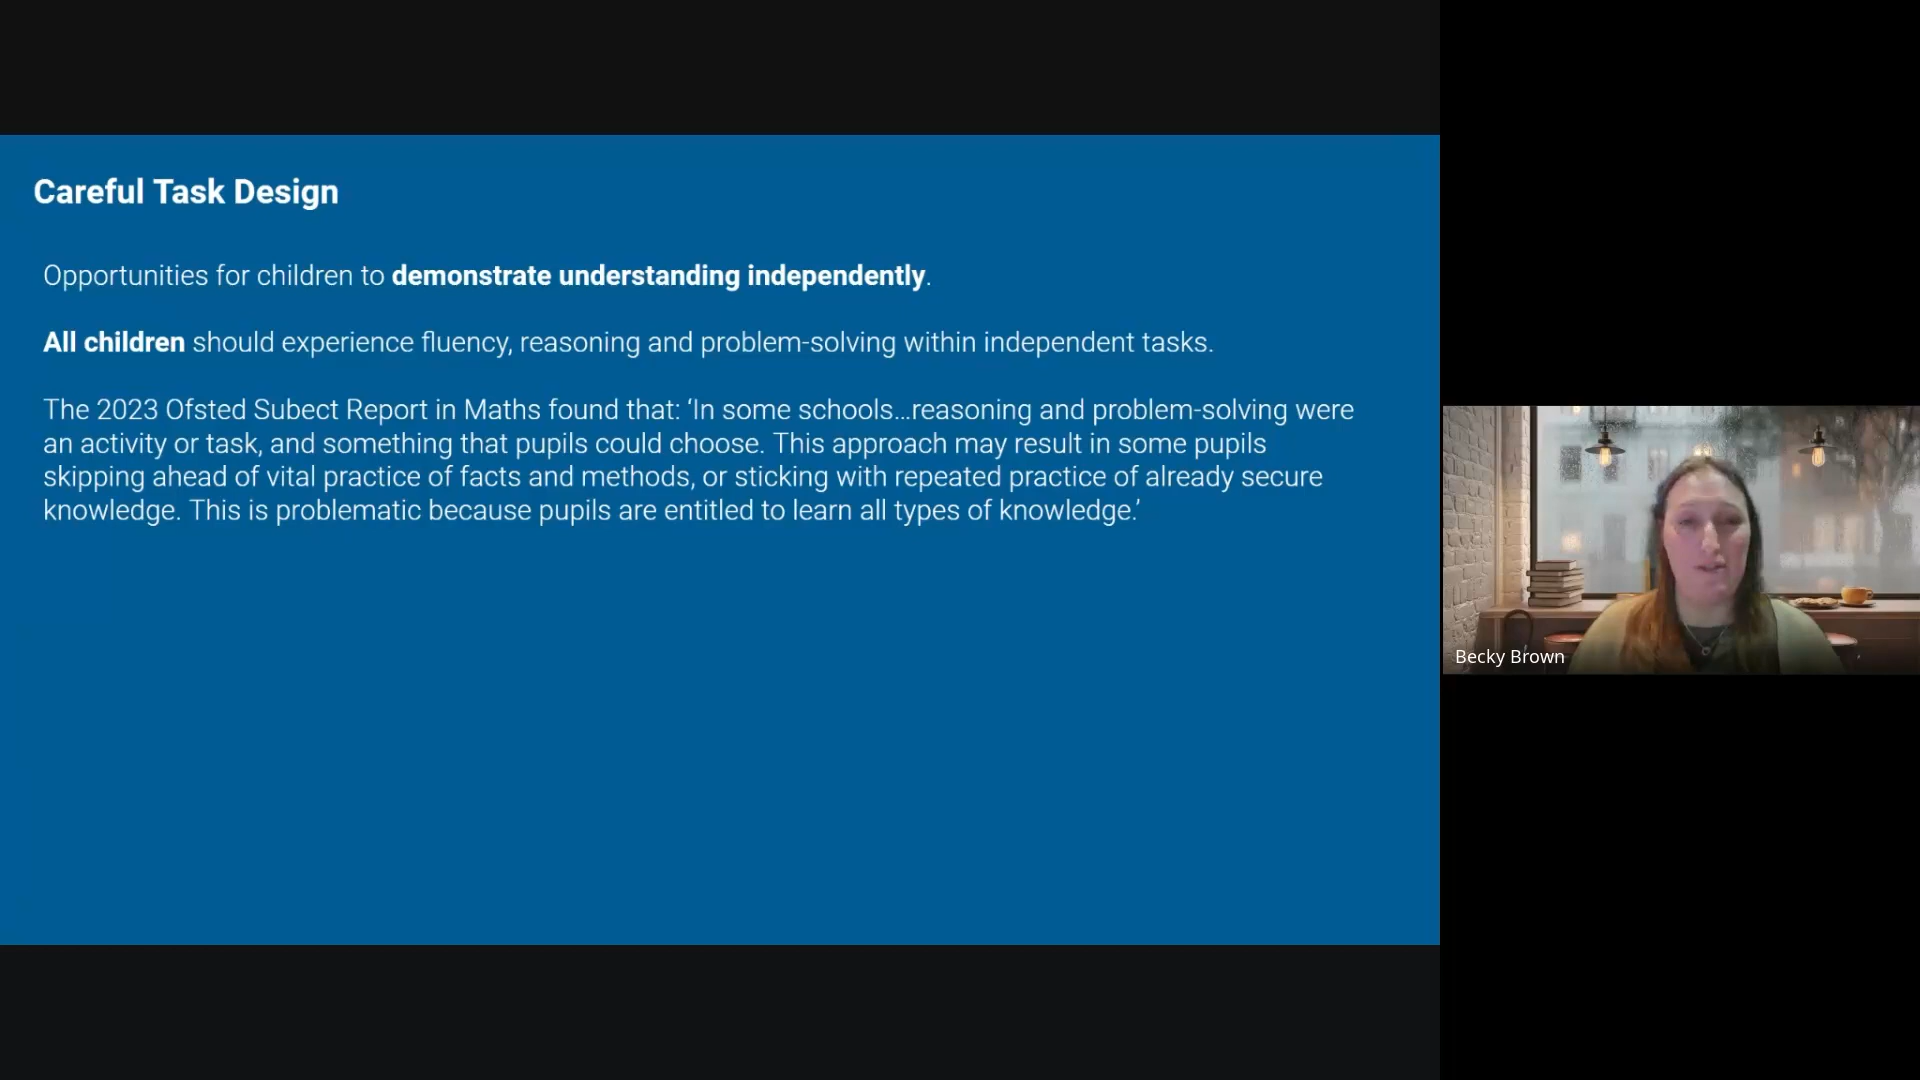 Careful Task Design
Opportunities for children to demonstrate understanding independently.
All children should experience fluency, reasoning and problem-solving within independent tasks.
The 2023 Ofsted Subect Report in Maths found that: ‘In some schools…reasoning and problem-solving were
an activity or task, and something that pupils could choose. This approach may result in some pupils
skipping ahead of vital practice of facts and methods, or sticking with repeated practice of already secure
knowledge. This is problematic because pupils are entitled to learn all types of knowledge.’
Becky Brown